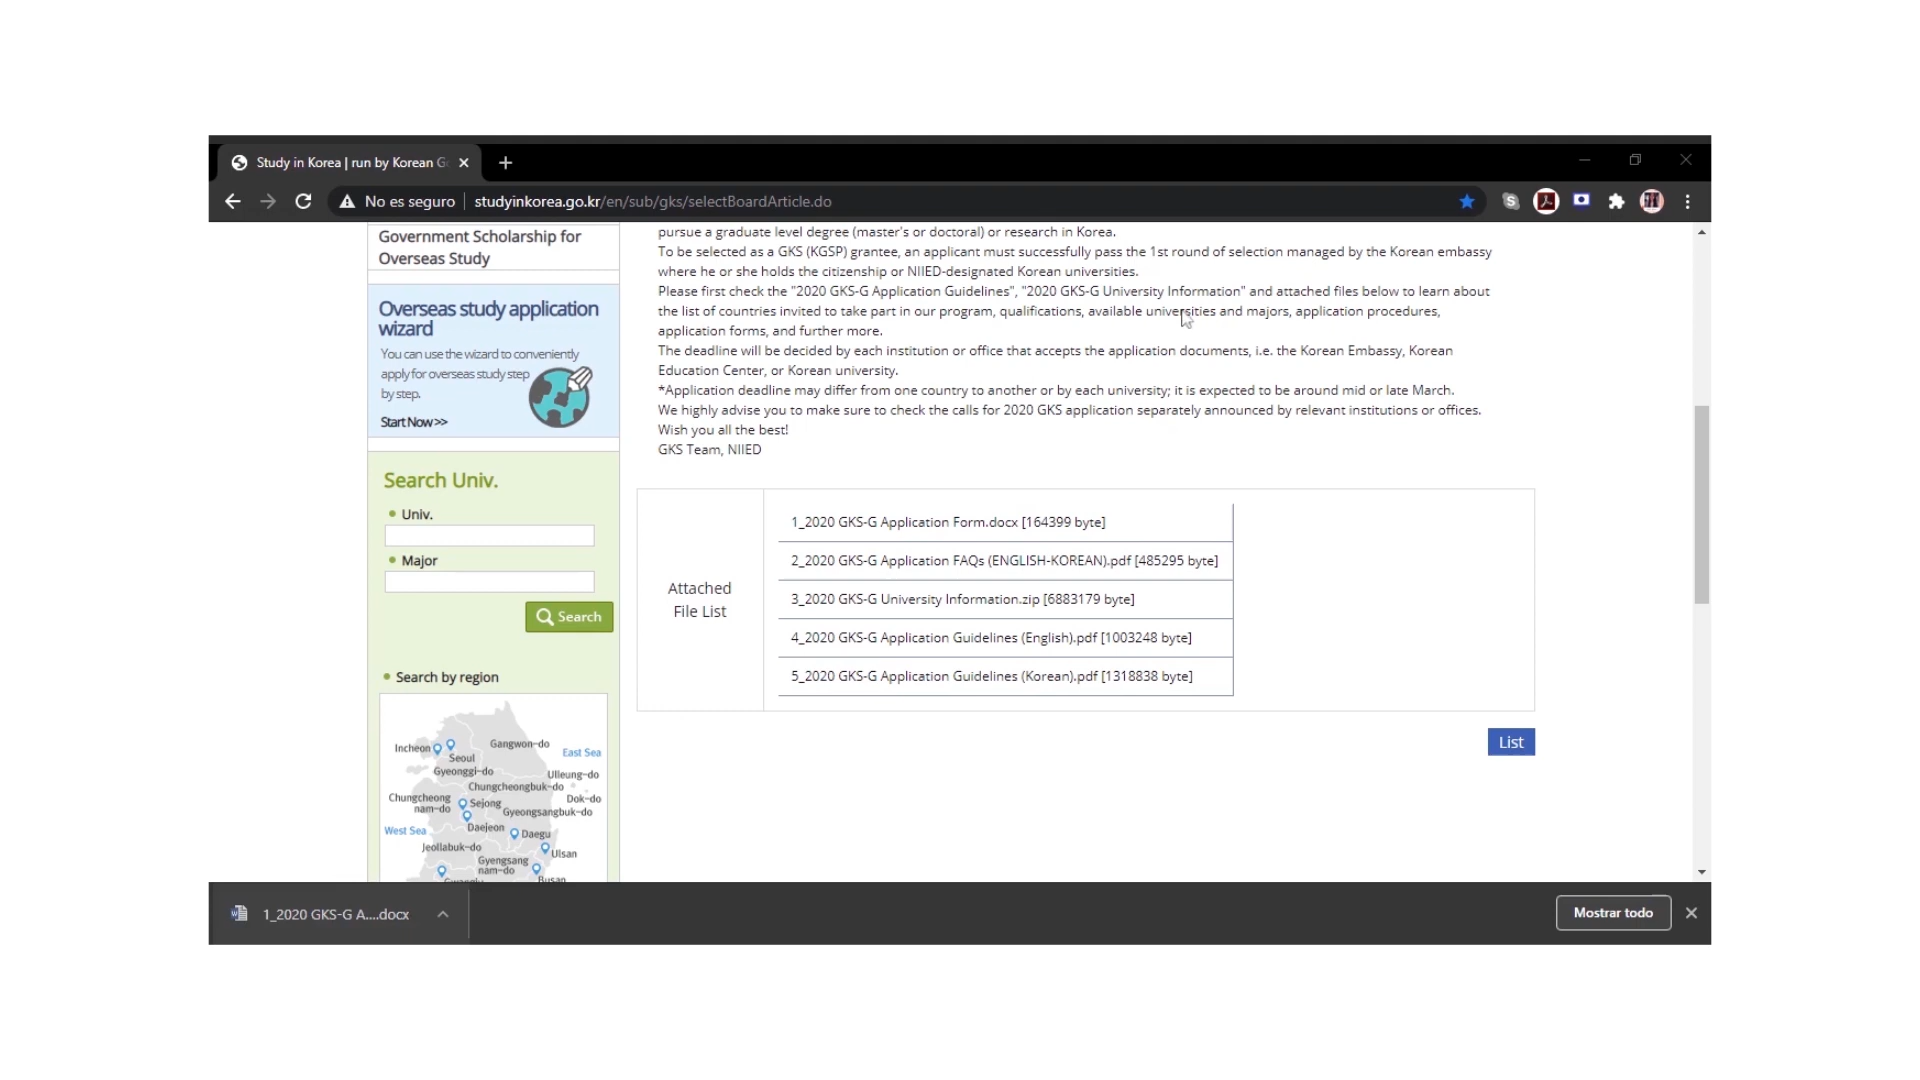 Study in Korea | run by Korean G
No es seguro
studyinkorea.go.kr/en/sub/gks/selectBoardArticle.do
Government Scholarship for
Overseas Study
Overseas study application
wizard
You can use the wizard to conveniently
apply for overseas study step
by step.
Start Now >>
Search Univ.
Univ.
Major
Search
Search by region
Incheon
Seoul
Gangwon-do
East Sea
Gyeonggi-do
Ulleung-do
Chungcheongbuk-do
Chungcheong
nam-do
Sejong
Dok-do
Gyeongsangbuk-do
West Sea
Daejeon
Daegu
Jeollabuk-do
Ulsan
Gyengsang
nam-do
Busan
pursue a graduate level degree (master's or doctoral) or research in Korea.
To be selected as a GKS (KGSP) grantee, an applicant must successfully pass the 1st round of selection managed by the Korean embassy
where he or she holds the citizenship or NIIED-designated Korean universities.
Please first check the "2020 GKS-G Application Guidelines", "2020 GKS-G University Information" and attached files below to learn about
the list of countries invited to take part in our program, qualifications, available universities and majors, application procedures,
application forms, and further more.
The deadline will be decided by each institution or office that accepts the application documents, i.e. the Korean Embassy, Korean
Education Center, or Korean university.
*Application deadline may differ from one country to another or by each university; it is expected to be around mid or late March.
We highly advise you to make sure to check the calls for 2020 GKS application separately announced by relevant institutions or offices.
Wish you all the best!
GKS Team, NIIED
Attached
File List
1_2020 GKS-G Application Form.docx [164399 byte]
2_2020 GKS-G Application FAQs (ENGLISH-KOREAN).pdf [485295 byte]
3_2020 GKS-G University Information.zip [6883179 byte]
4_2020 GKS-G Application Guidelines (English).pdf [1003248 byte]
5_2020 GKS-G Application Guidelines (Korean).pdf [1318838 byte]
List
1_2020 GKS-G A....docx
Mostrar todo